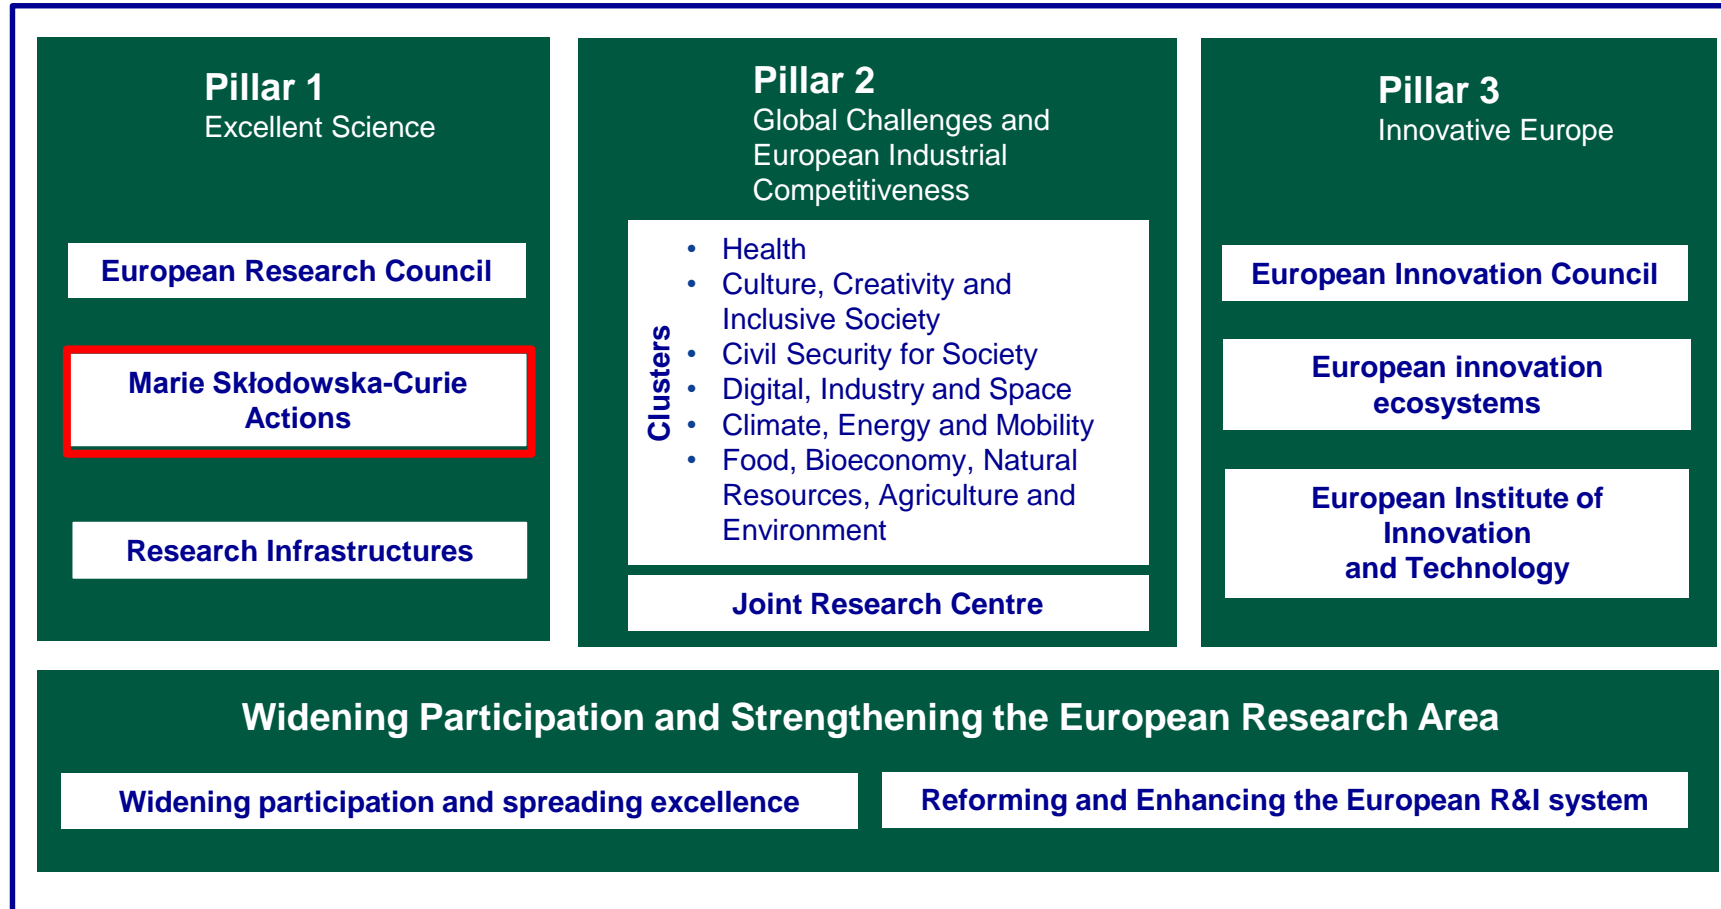 Pillar 1
Excellent Science
European Research Council
Marie Skłodowska-Curie
Actions
Research Infrastructures
Pillar 2
Global Challenges and
European Industrial
Competitiveness
Clusters
• Health
• Culture, Creativity and
Inclusive Society
• Civil Security for Society
• Digital, Industry and Space
• Climate, Energy and Mobility
• Food, Bioeconomy, Natural
Resources, Agriculture and
Environment
Joint Research Centre
Pillar 3
Innovative Europe
European Innovation Council
European innovation
ecosystems
European Institute of
Innovation
and Technology
Widening Participation and Strengthening the European Research Area
Widening participation and spreading excellence
Reforming and Enhancing the European R&I system